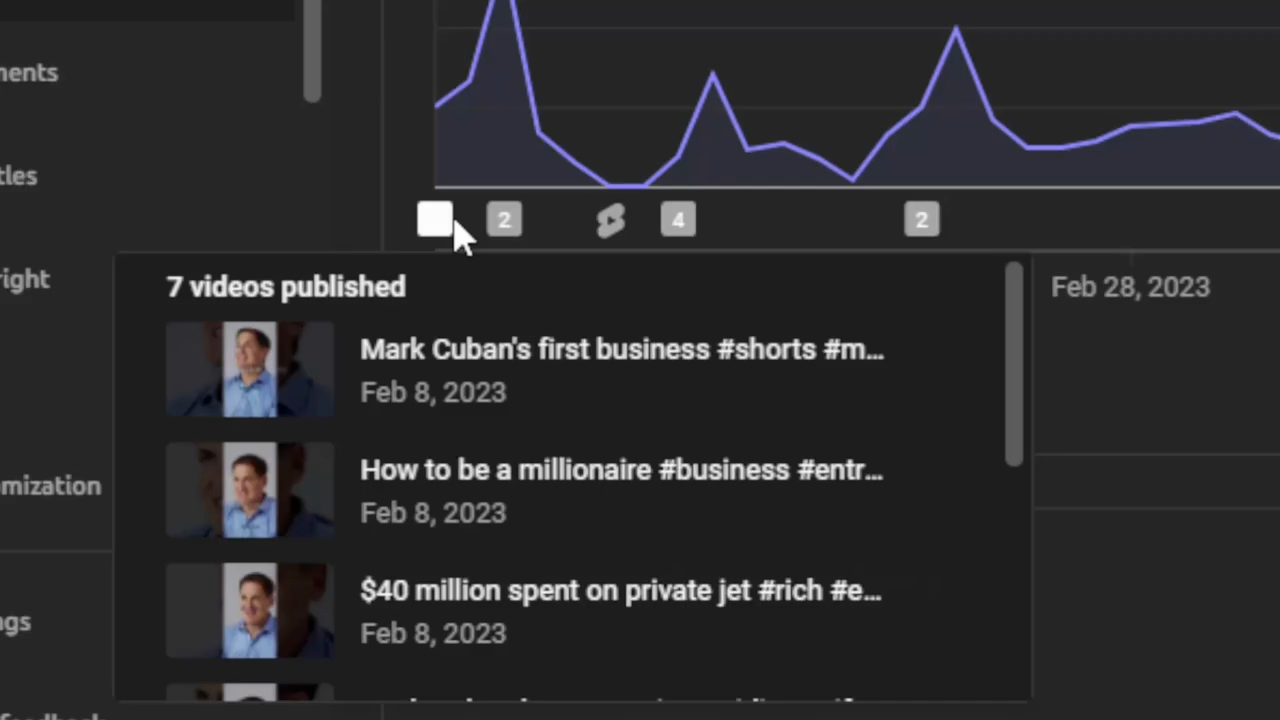 ments
tles
right
mization
ngs
feedback
2
4
2
Feb 28, 2023
7 videos published
Mark Cuban's first business #shorts #m...
Feb 8, 2023
How to be a millionaire #business #entr...
Feb 8, 2023
$40 million spent on private jet #rich #e...
Feb 8, 2023